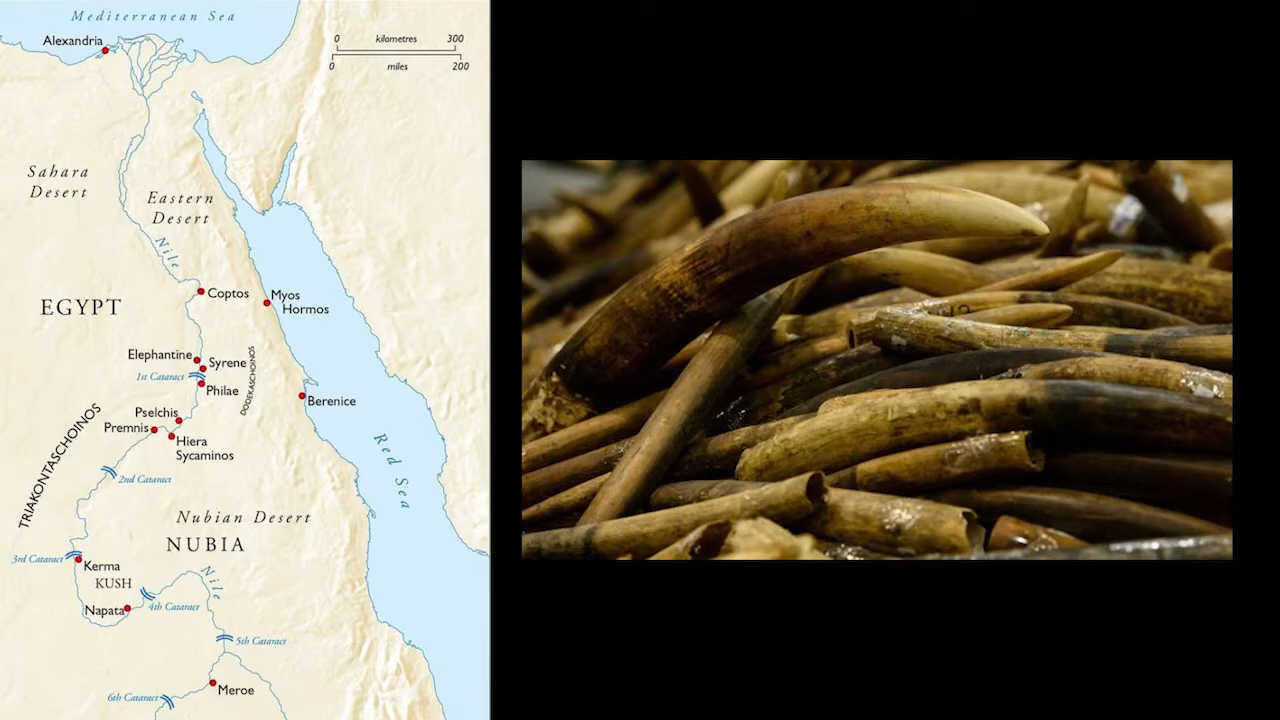 Mediterranean Sea
Alexandria
0 kilometres 300
0 miles 200
Sahara
Desert
Eastern
Desert
Nile
EGYPT
Coptos
Myos
Hormos
Elephantine
Syrene
1st Cataract
Philae
DODEKASCHOINOS
Berenice
Pselchis
Premnis
Hiera
Sycaminos
TRIAKONTASCHOINOS
2nd Cataract
Red Sea
Nubian Desert
NUBIA
3rd Cataract
Kerma
KUSH
Nile
Napata
4th Cataract
5th Cataract
Meroe
6th Cataract